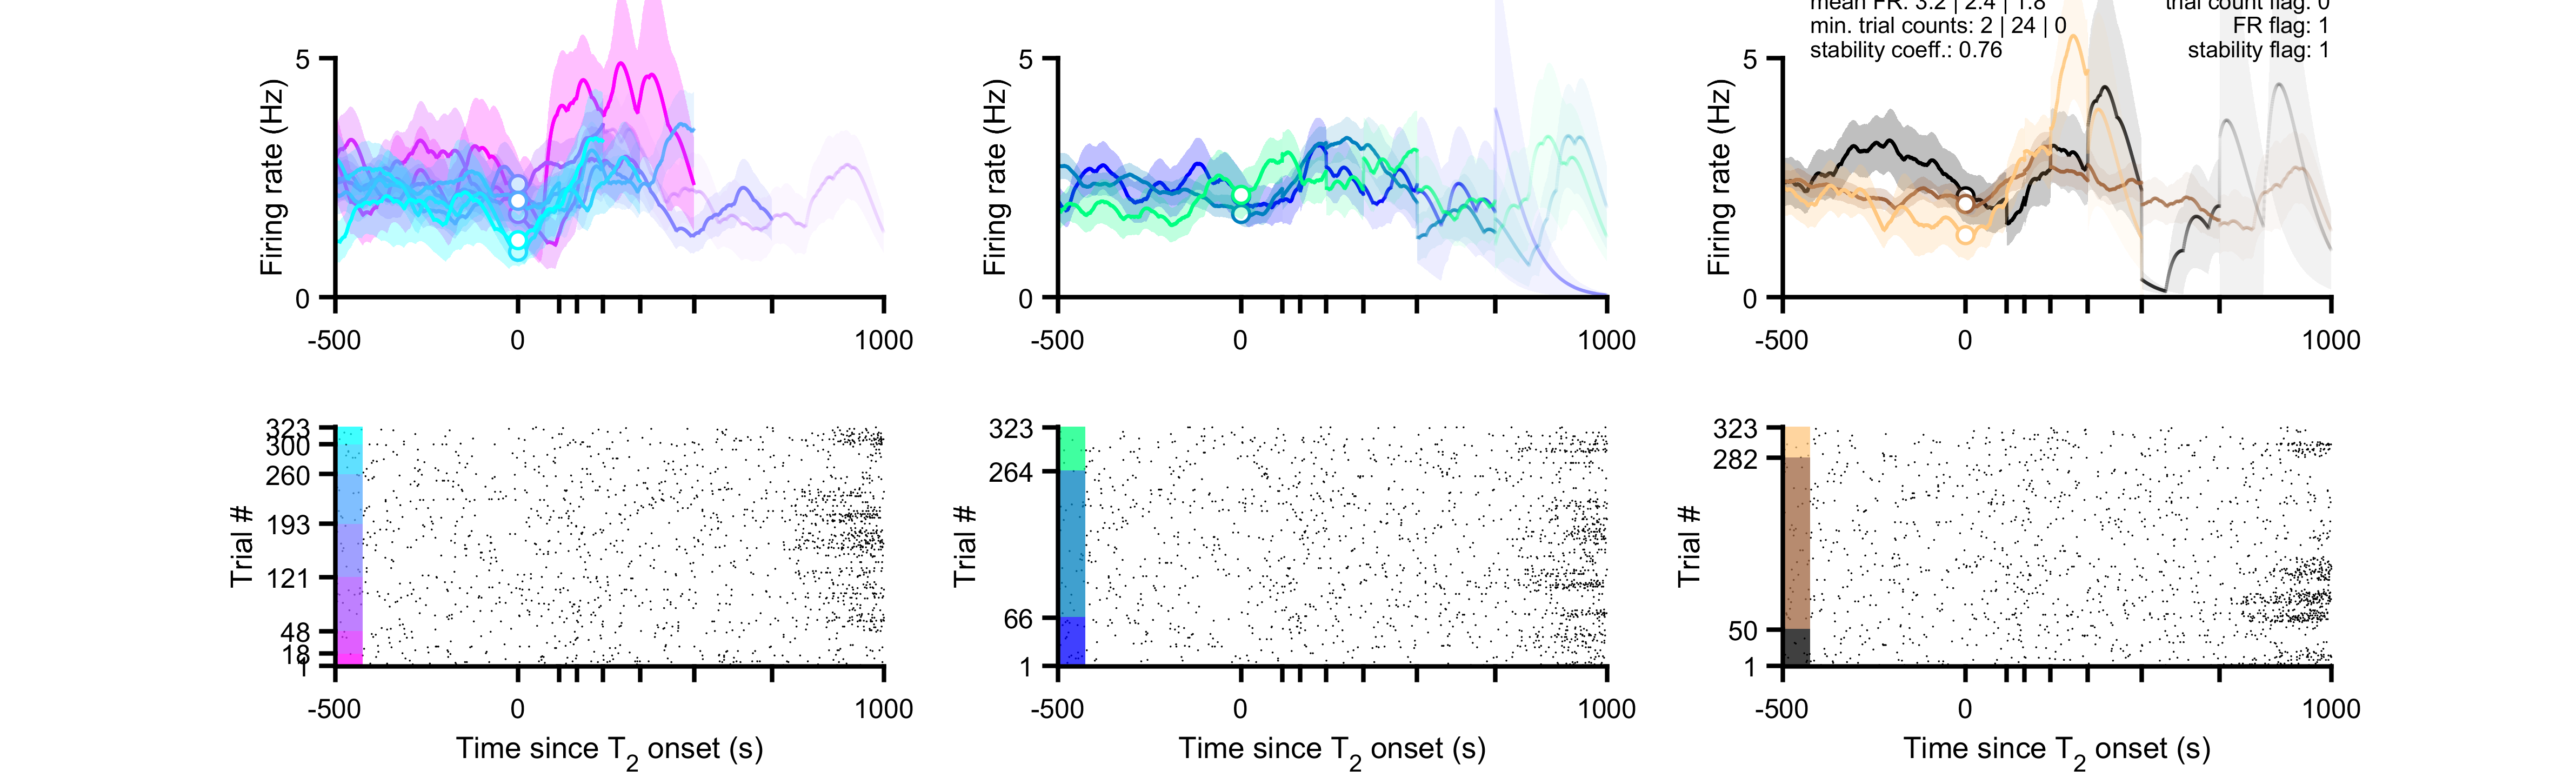 mean FR: 3.2 | 2.4 | 1.8
trial count flag: 0
min. trial counts: 2 | 24 | 0
FR flag: 1
stability coeff.: 0.76
stability flag: 1
5
5
5
Firing rate (Hz)
Firing rate (Hz)
Firing rate (Hz)
0
0
0
-500 0 1000
-500 0 1000
-500 0 1000
323
300
260
193
121
48
18
1
Trial #
323
264
66
1
Trial #
323
282
50
1
Trial #
-500 0 1000
-500 0 1000
-500 0 1000
Time since T2 onset (s)
Time since T2 onset (s)
Time since T2 onset (s)